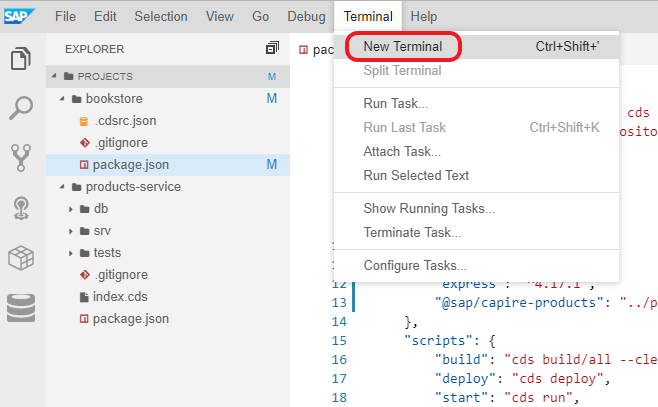 SAP File Edit Selection View Go Debug Terminal Help
EXPLORER
PROJECTS M
bookstore M
.cdsrc.json
.gitignore
package.json M
products-service
db
srv
tests
.gitignore
index.cds
package.json
pac
New Terminal Ctrl+Shift+'
Split Terminal
Run Task...
Run Last Task Ctrl+Shift+K
Attach Task...
Run Selected Text
Show Running Tasks...
Terminate Task...
Configure Tasks...
cds
osito
12 "express": "^4.17.1",
13 "@sap/capire-products": "../p
14 },
15 "scripts": {
16 "build": "cds build/all --cle
17 "deploy": "cds deploy",
18 "start": "cds run",